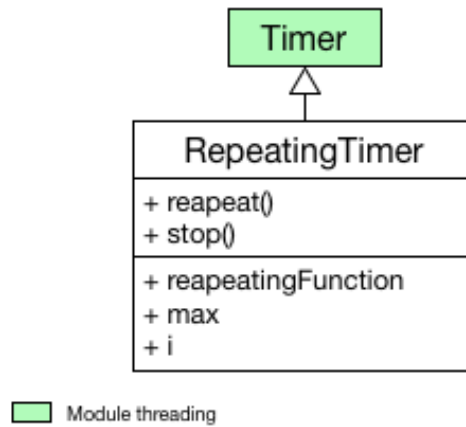 Timer
RepeatingTimer
+ reapeat()
+ stop()
+ reapeatingFunction
+ max
+ i
Module threading